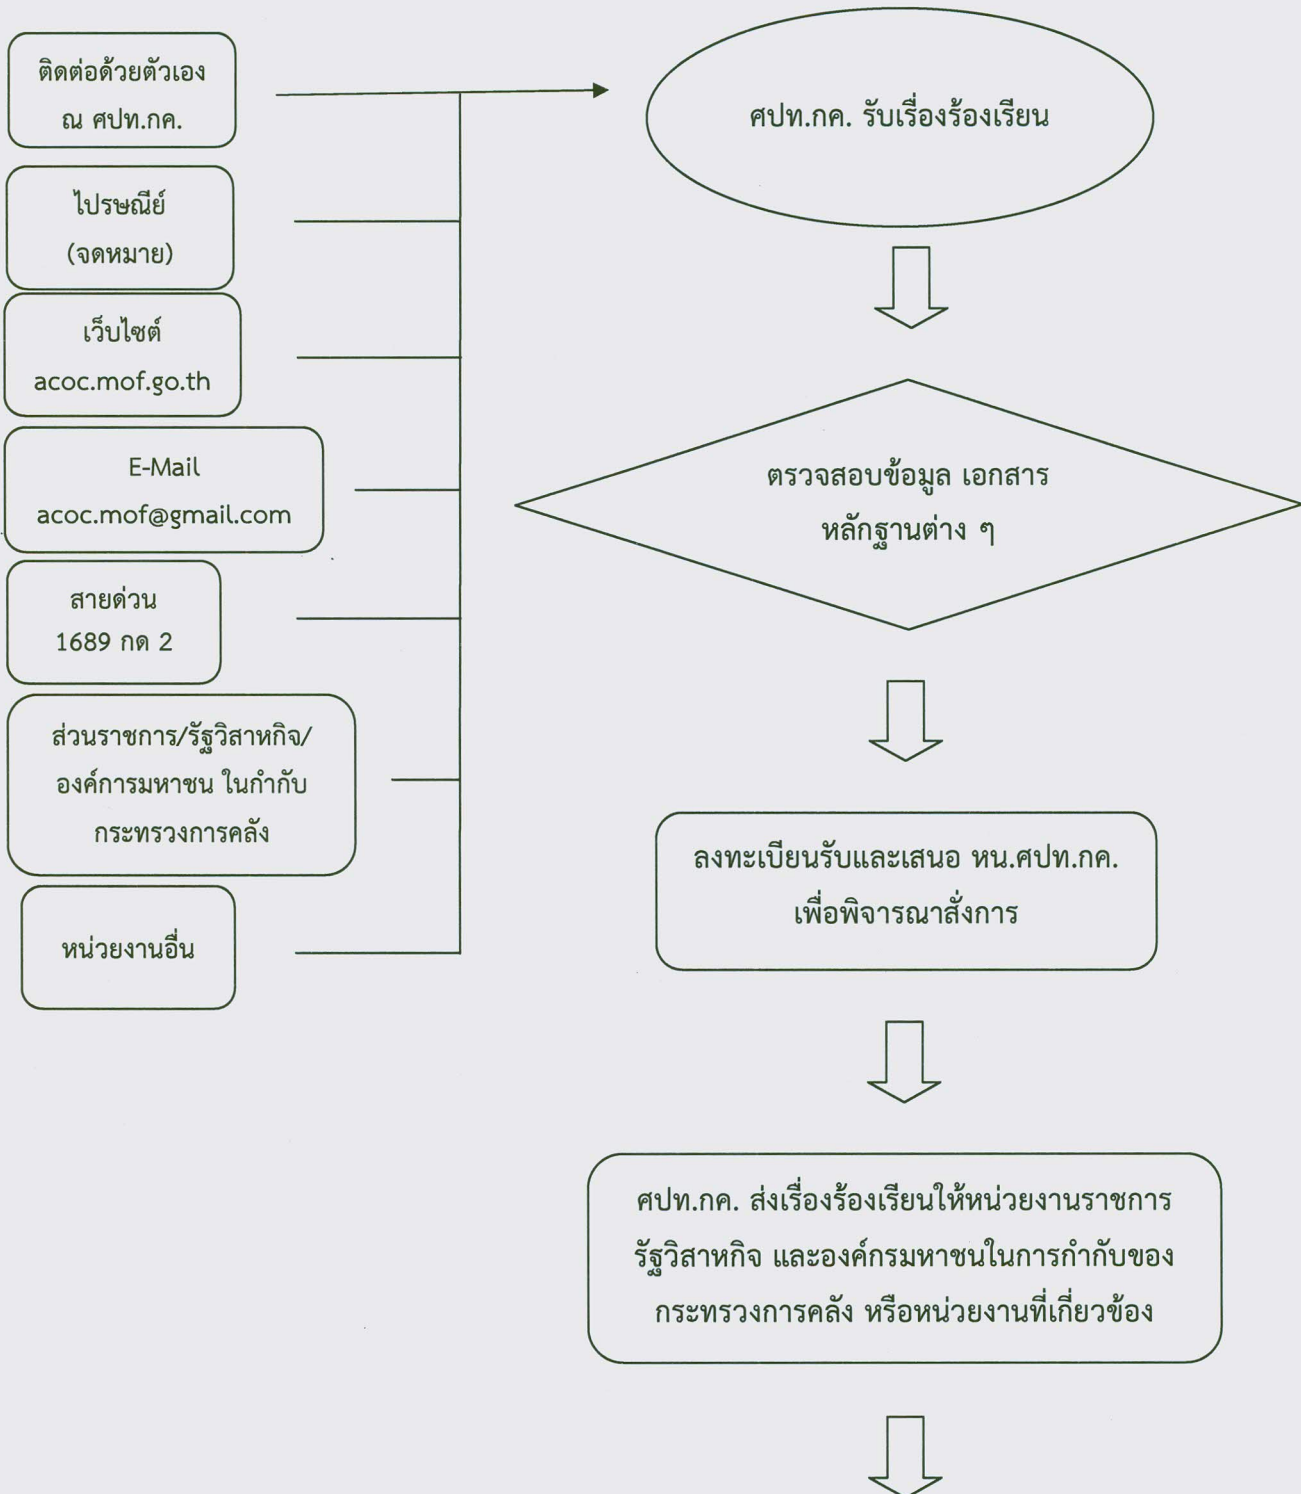 ติดต่อด้วยตัวเอง
ณ ศปท.กค.
ไปรษณีย์
(จดหมาย)
เว็บไซต์
acoc.mof.go.th
E-Mail
acoc.mof@gmail.com
สายด่วน
1689 กด 2
ส่วนราชการ/รัฐวิสาหกิจ/
องค์การมหาชน ในกำกับ
กระทรวงการคลัง
หน่วยงานอื่น
ศปท.กค. รับเรื่องร้องเรียน
ตรวจสอบข้อมูล เอกสาร
หลักฐานต่าง ๆ
ลงทะเบียนรับและเสนอ หน.ศปท.กค.
เพื่อพิจารณาสั่งการ
ศปท.กค. ส่งเรื่องร้องเรียนให้หน่วยงานราชการ
รัฐวิสาหกิจ และองค์กรมหาชนในการกำกับของ
กระทรวงการคลัง หรือหน่วยงานที่เกี่ยวข้อง